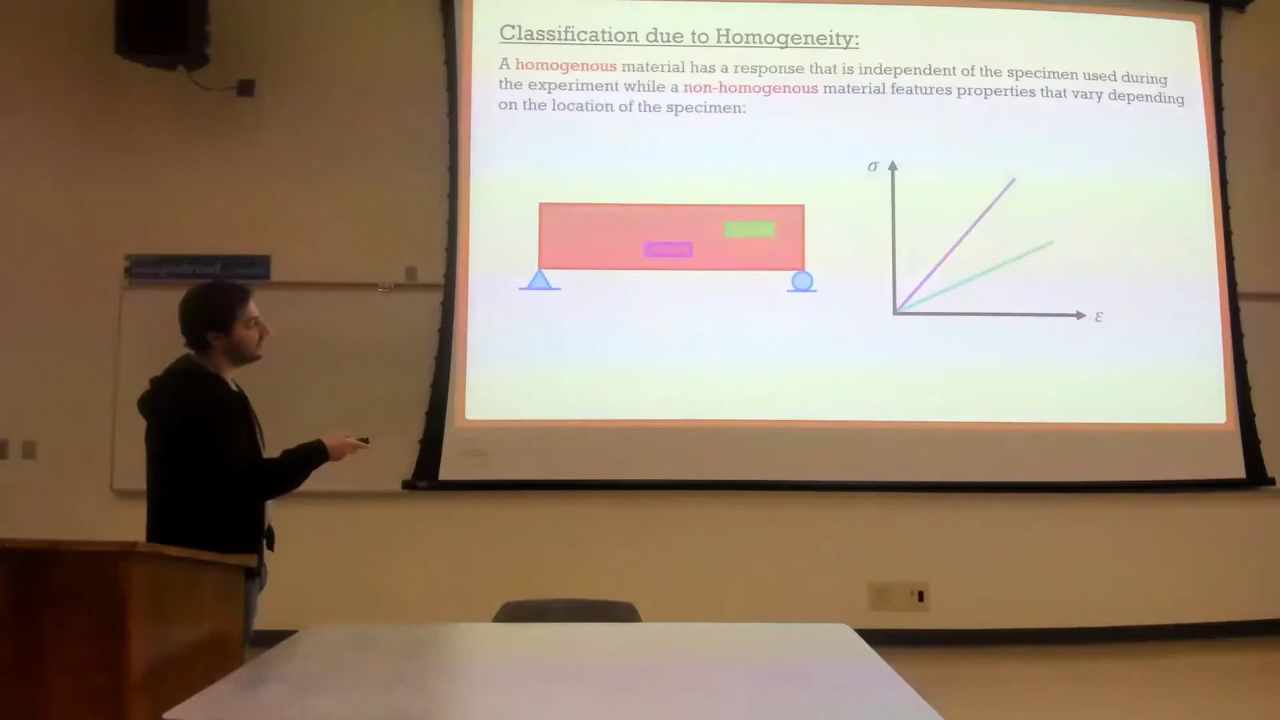 Classification due to Homogeneity:
A homogenous material has a response that is independent of the specimen used during
the experiment while a non-homogenous material features properties that vary depending
on the location of the specimen:
σ
ε